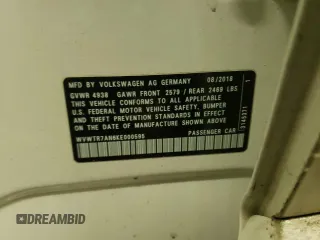 MFD. BY VOLKSWAGEN AG GERMANY 08/2018
GVWR 4938 GAWR FRONT 2579 / REAR 2469 LBS
THIS VEHICLE CONFORMS TO ALL APPLICABLE
U.S. FEDERAL MOTOR VEHICLE SAFETY, BUMPER
AND THEFT PREVENTION STANDARDS IN EFFECT
ON THE DATE OF MANUFACTURE SHOWN ABOVE
WVWTR7AN6KE000595 PASSENGER CAR
© DREAMBID